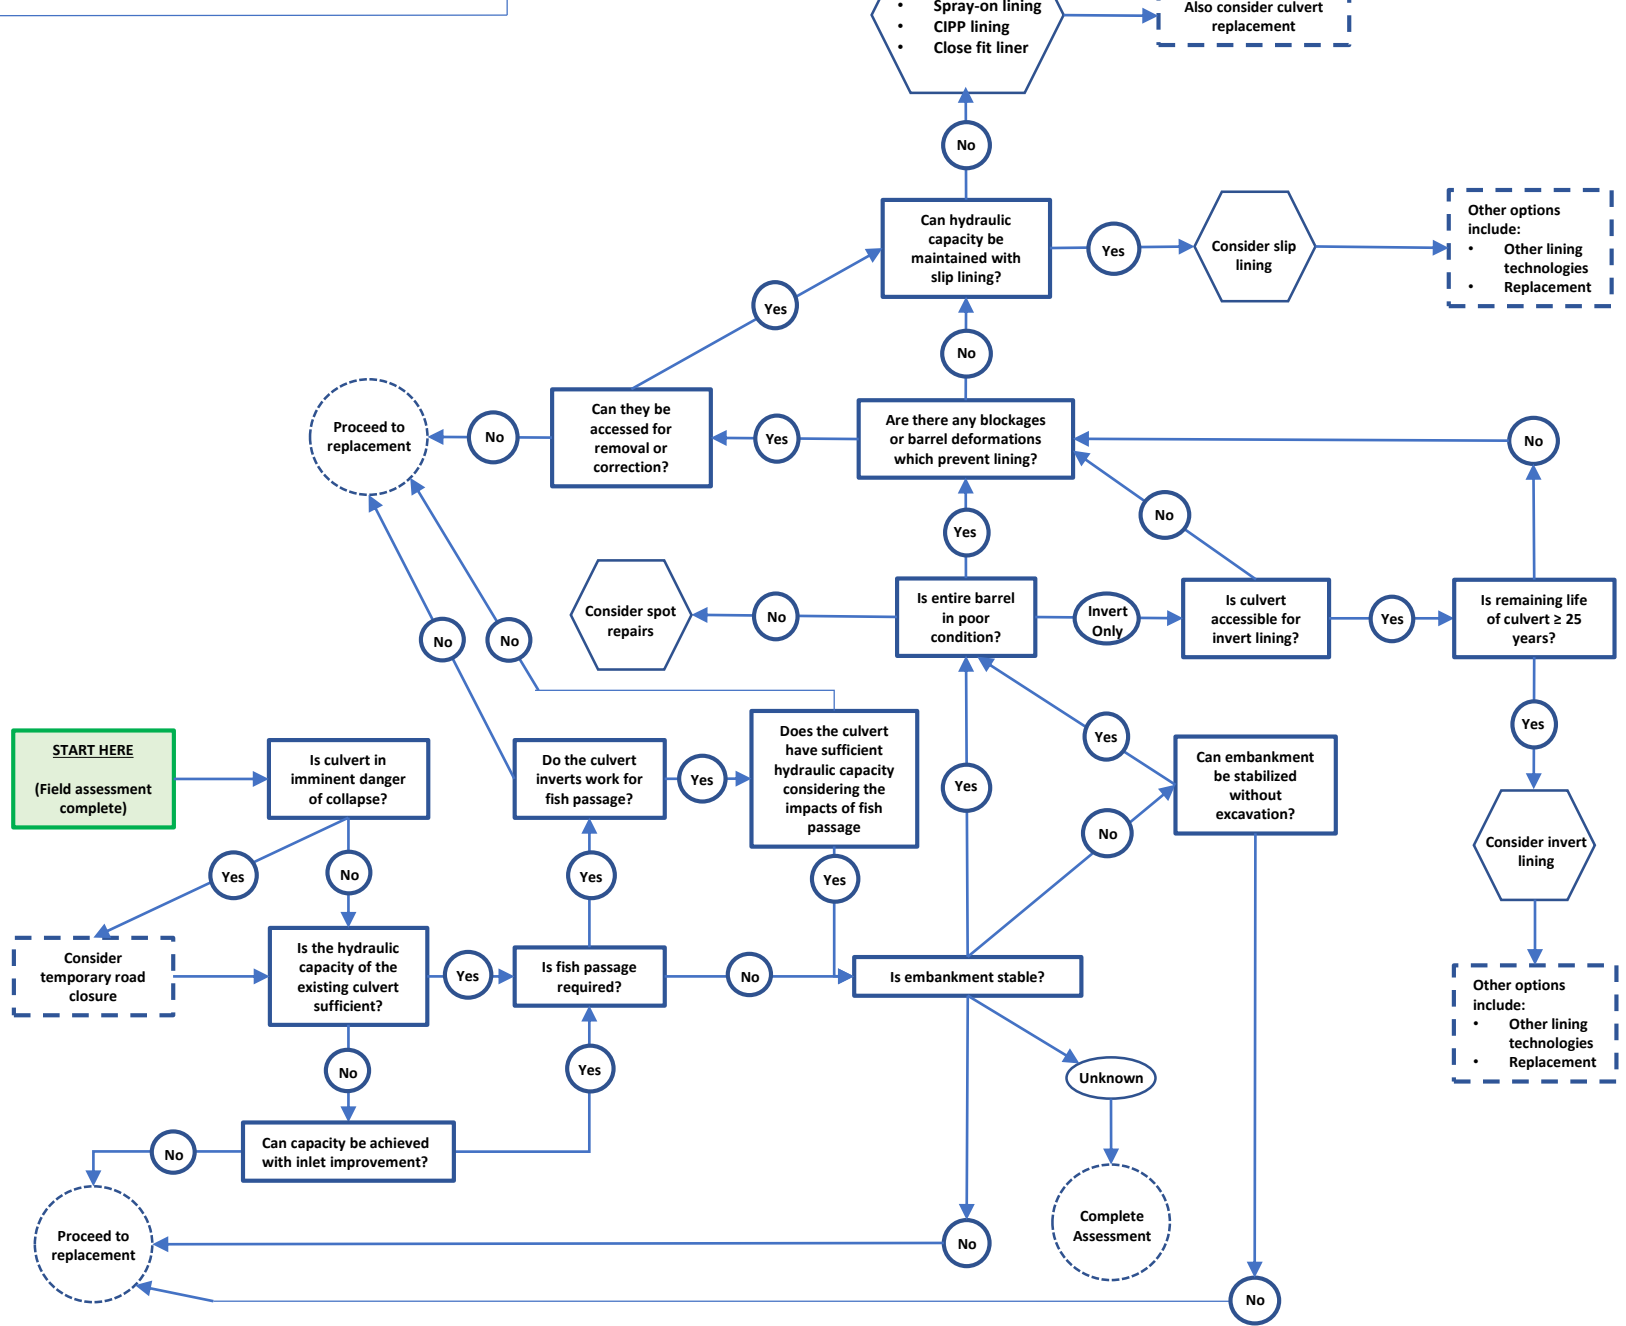 • Spray-on lining
• CIPP lining
• Close fit liner
Also consider culvert
replacement
No
Can hydraulic
capacity be
maintained with
slip lining?
Yes
Consider slip
lining
Other options
include:
• Other lining
technologies
• Replacement
Yes
No
Proceed to
replacement
No
Can they be
accessed for
removal or
correction?
Yes
Are there any blockages
or barrel deformations
which prevent lining?
No
No
Yes
Consider spot
repairs
No
Is entire barrel
in poor
condition?
Invert
Only
Is culvert
accessible for
invert lining?
Yes
Is remaining life
of culvert ≥ 25
years?
No
No
Yes
START HERE
(Field assessment
complete)
Is culvert in
imminent danger
of collapse?
Do the culvert
inverts work for
fish passage?
Yes
Does the culvert
have sufficient
hydraulic capacity
considering the
impacts of fish
passage
Yes
Yes
Can embankment
be stabilized
without
excavation?
No
Consider invert
lining
Yes
No
Yes
Yes
Consider
temporary road
closure
Is the hydraulic
capacity of the
existing culvert
sufficient?
Yes
Is fish passage
required?
No
Is embankment stable?
Other options
include:
• Other lining
technologies
• Replacement
No
Yes
Unknown
No
Can capacity be achieved
with inlet improvement?
Proceed to
replacement
No
Complete
Assessment
No